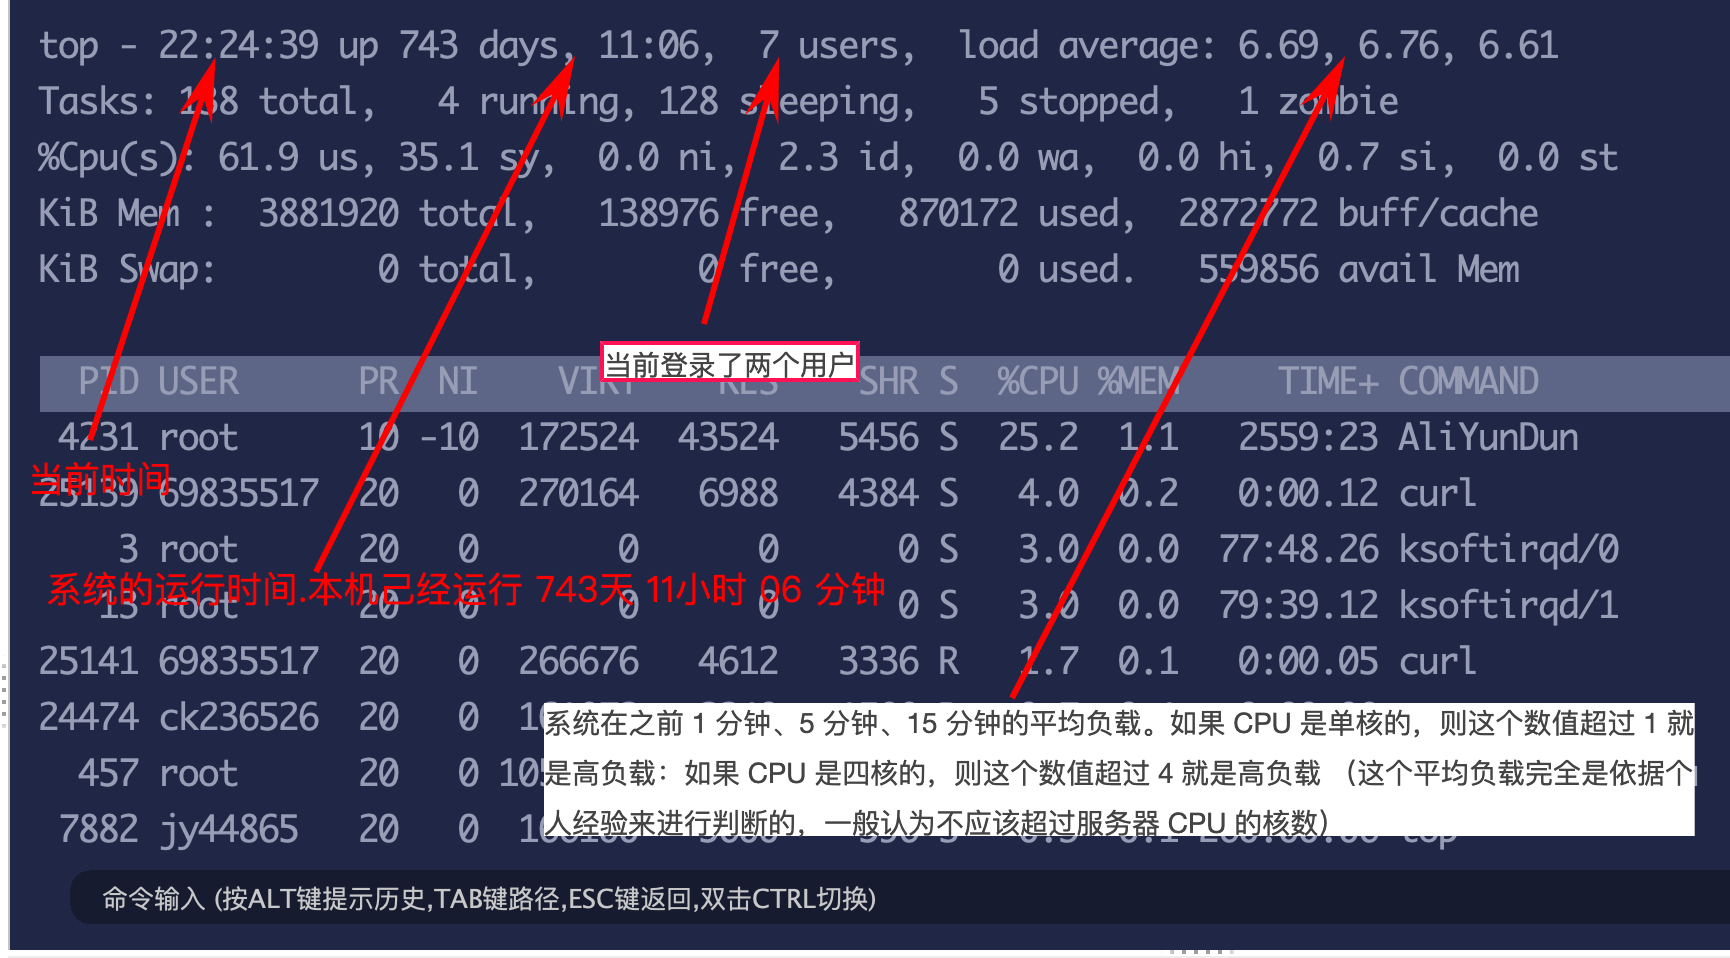 top - 22:24:39 up 743 days, 11:06,  7 users,  load average: 6.69, 6.76, 6.61
Tasks: 138 total,   4 running, 128 sleeping,   5 stopped,   1 zombie
%Cpu(s): 61.9 us, 35.1 sy,  0.0 ni,  2.3 id,  0.0 wa,  0.0 hi,  0.7 si,  0.0 st
KiB Mem :  3881920 total,   138976 free,   870172 used,  2872772 buff/cache
KiB Swap:        0 total,        0 free,        0 used.   559856 avail Mem
当前登录了两个用户
PID USER      PR  NI    VIRT    RES    SHR S  %CPU %MEM     TIME+ COMMAND
4231 root      10 -10  172524  43524   5456 S  25.2  1.1   2559:23 AliYunDun
当前时间
25139 69835517  20   0  270164   6988   4384 S   4.0  0.2   0:00.12 curl
3 root      20   0       0      0      0 S   3.0  0.0  77:48.26 ksoftirqd/0
系统的运行时间.本机已经运行 743天 11小时 06 分钟
13 root      20   0       0      0      0 S   3.0  0.0  79:39.12 ksoftirqd/1
25141 69835517  20   0  266676   4612   3336 R   1.7  0.1   0:00.05 curl
24474 ck236526  20   0
系统在之前 1 分钟、5 分钟、15 分钟的平均负载。如果 CPU 是单核的，则这个数值超过 1 就
457 root      20   0
是高负载：如果 CPU 是四核的，则这个数值超过 4 就是高负载 （这个平均负载完全是依据个
7882 jy44865   20   0
人经验来进行判断的，一般认为不应该超过服务器 CPU 的核数）
top
命令输入 (按ALT键提示历史,TAB键路径,ESC键返回,双击CTRL切换)